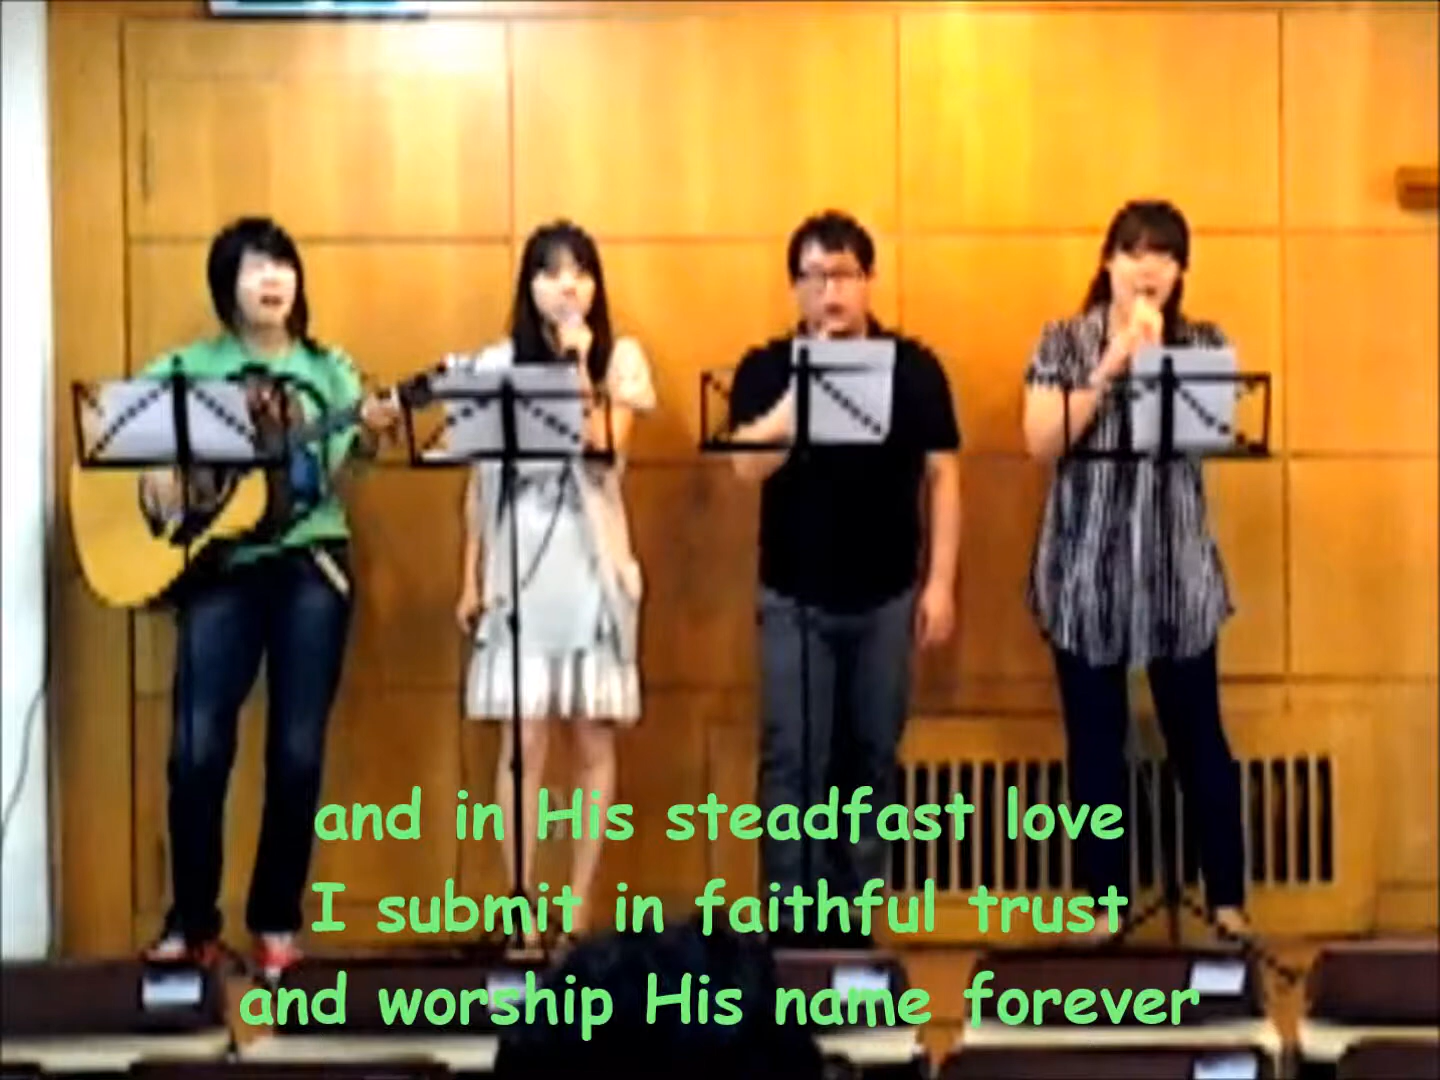 and in His steadfast love
I submit in faithful trust
and worship His name forever